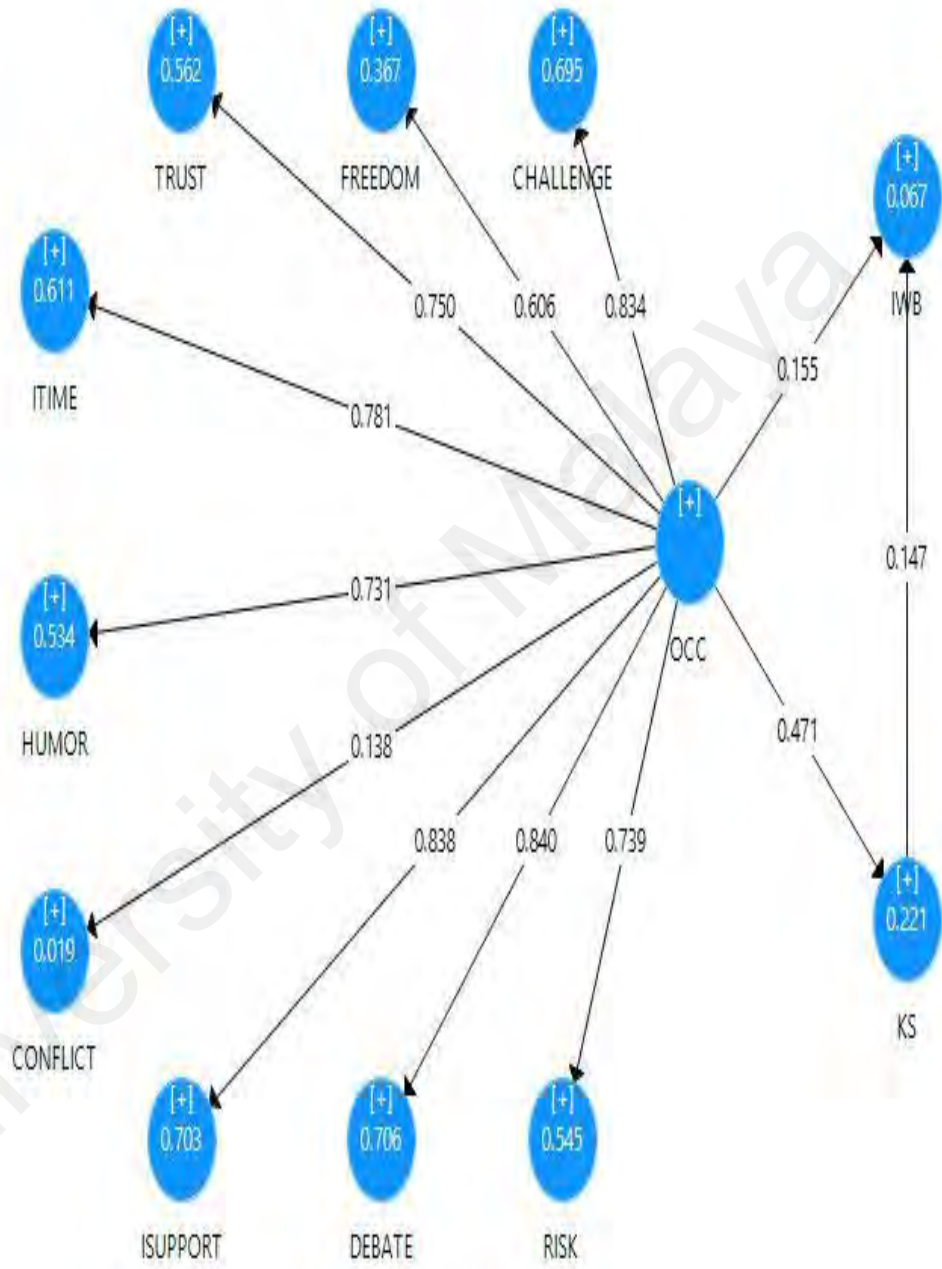 [+]
0.562
TRUST
[+]
0.367
FREEDOM
[+]
0.695
CHALLENGE
[+]
0.067
IWB
[+]
0.611
ITIME
0.750
0.606
0.834
0.155
0.781
[+]
OCC
0.147
[+]
0.534
HUMOR
0.731
0.138
0.471
0.838
0.840
0.739
[+]
0.019
CONFLICT
[+]
0.221
KS
[+]
0.703
ISUPPORT
[+]
0.706
DEBATE
[+]
0.545
RISK
University of Malaya